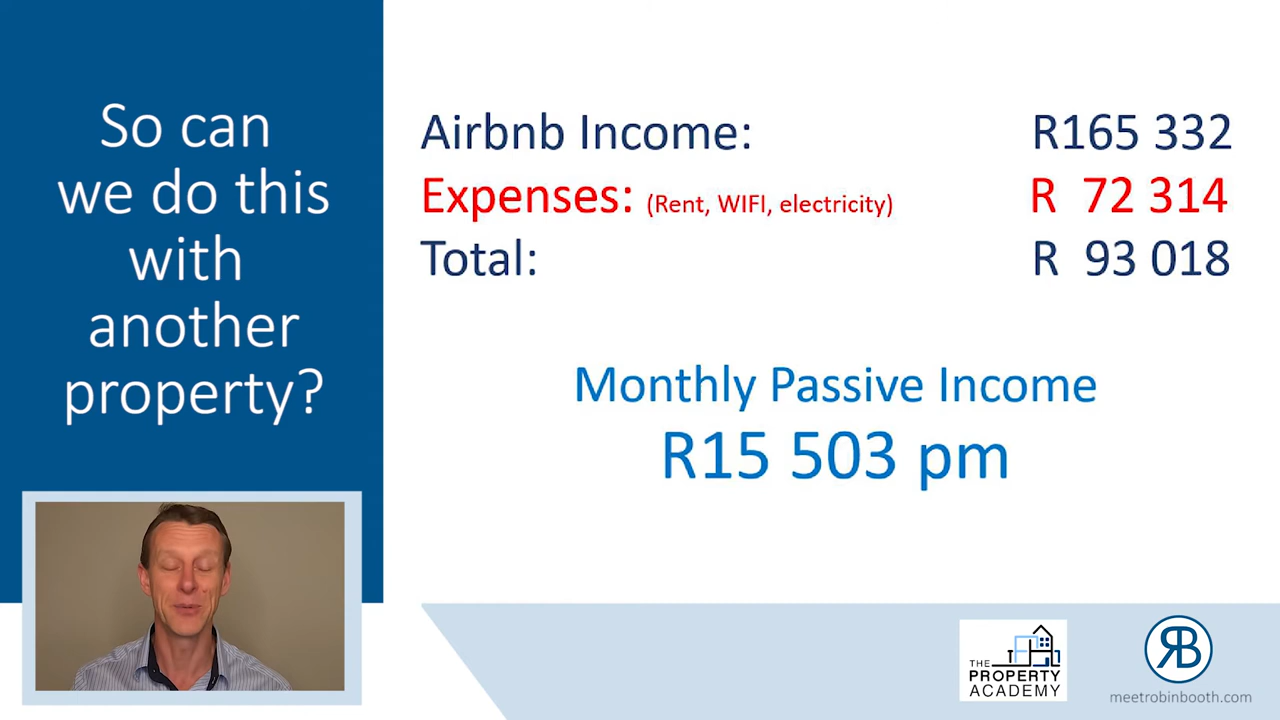 So can
we do this
with
another
property?
Airbnb Income: R165 332
Expenses: (Rent, WIFI, electricity) R 72 314
Total: R 93 018
Monthly Passive Income
R15 503 pm
THE
PROPERTY
ACADEMY
RB
meetrobinbooth.com